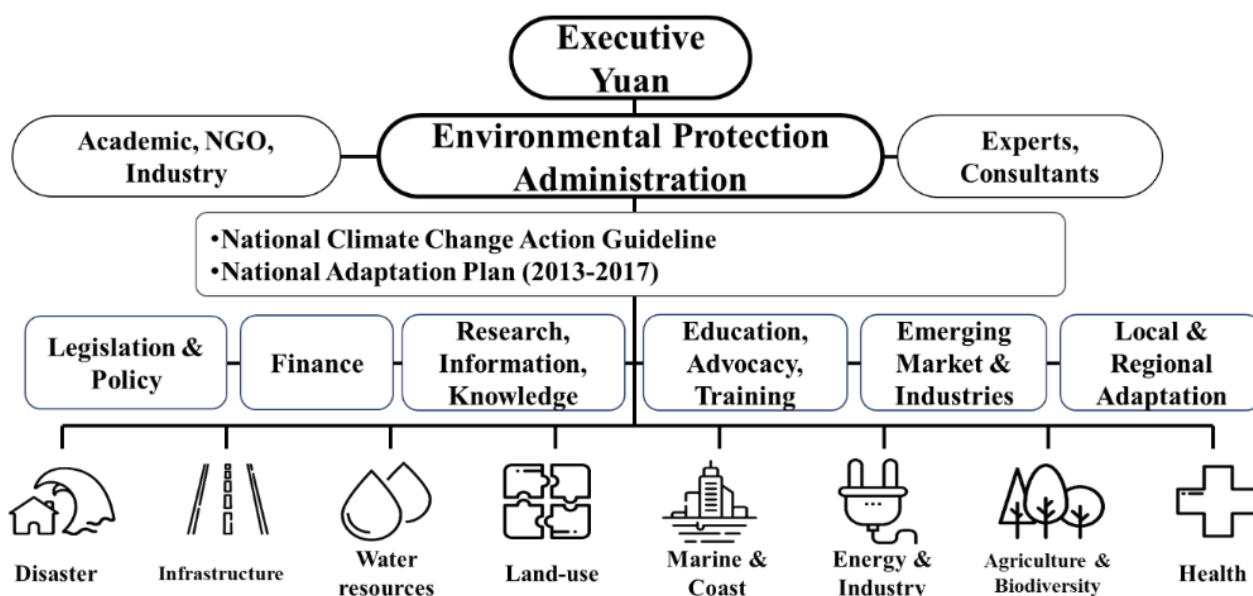 Executive
Yuan
Academic, NGO,
Industry
Environmental Protection
Administration
Experts,
Consultants
•National Climate Change Action Guideline
•National Adaptation Plan (2013-2017)
Legislation &
Policy
Finance
Research,
Information,
Knowledge
Education,
Advocacy,
Training
Emerging
Market &
Industries
Local &
Regional
Adaptation
Disaster
Infrastructure
Water
resources
Land-use
Marine &
Coast
Energy &
Industry
Agriculture &
Biodiversity
Health